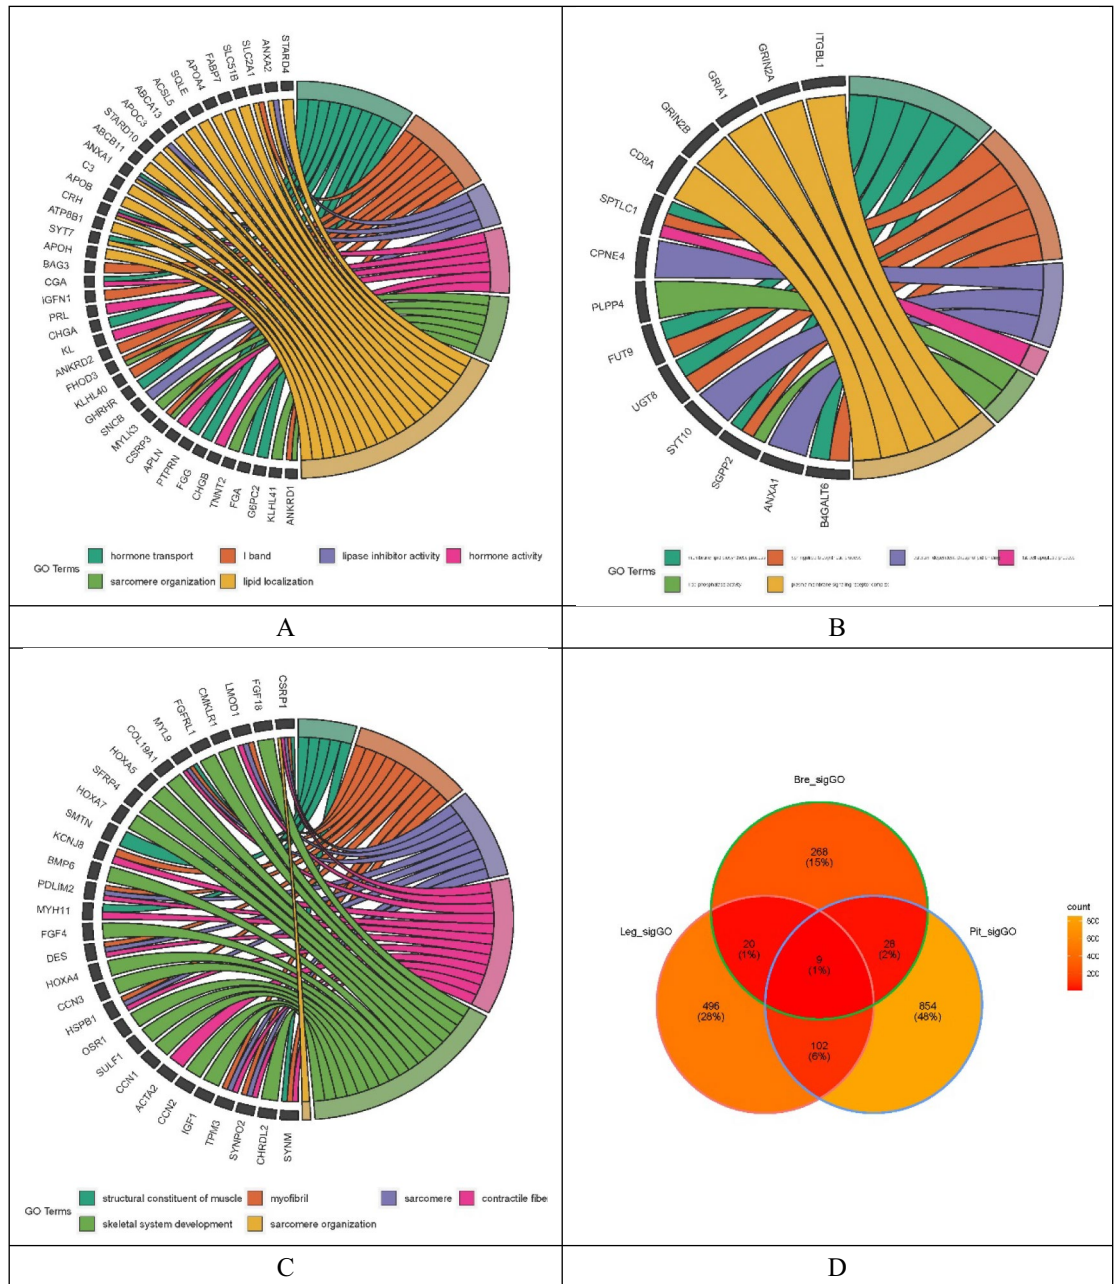 STARD4
ANXA2
SLC2A1
SLC51B
FABP7
APOA4
SQLE
ACSL5
ABCA13
APOC3
STARD10
ABCB11
ANXA1
C3
APOB
CRH
ATP8B1
SYT7
APOH
BAG3
CGA
IGFN1
PRL
CHGA
KL
ANKRD2
FHOD3
KLHL40
GHRHR
SNCB
MYLK3
CSRP3
APLN
PTPRN
FGG
CHGB
TNNT2
FGA
G6PC2
KLHL41
ANKRD1
GO Terms
hormone transport
I band
lipase inhibitor activity
hormone activity
sarcomere organization
lipid localization
A
ITGBL1
GRIN2A
GRIA1
GRIN2B
CD8A
SPTLC1
CPNE4
PLPP4
FUT9
UGT8
SYT10
SGPP2
ANXA1
B4GALT6
GO Terms
B
CSRP1
FGF18
LMOD1
CMKLR1
FGFRL1
MYL9
COL19A1
HOXA5
SFRP4
HOXA7
SMTN
KCNJ8
BMP6
PDLIM2
MYH11
FGF4
DES
HOXA4
CCN3
HSPB1
OSR1
SULF1
CCN1
ACTA2
CCN2
IGF1
TPM3
SYNPO2
CHRDL2
SYNM
GO Terms
structural constituent of muscle
myofibril
sarcomere
contractile fibe
skeletal system development
sarcomere organization
C
Bre_sigGO
268
(15%)
Leg_sigGO
Pit_sigGO
20
(1%)
28
(2%)
9
(1%)
496
(28%)
854
(48%)
102
(6%)
count
600
400
200
D